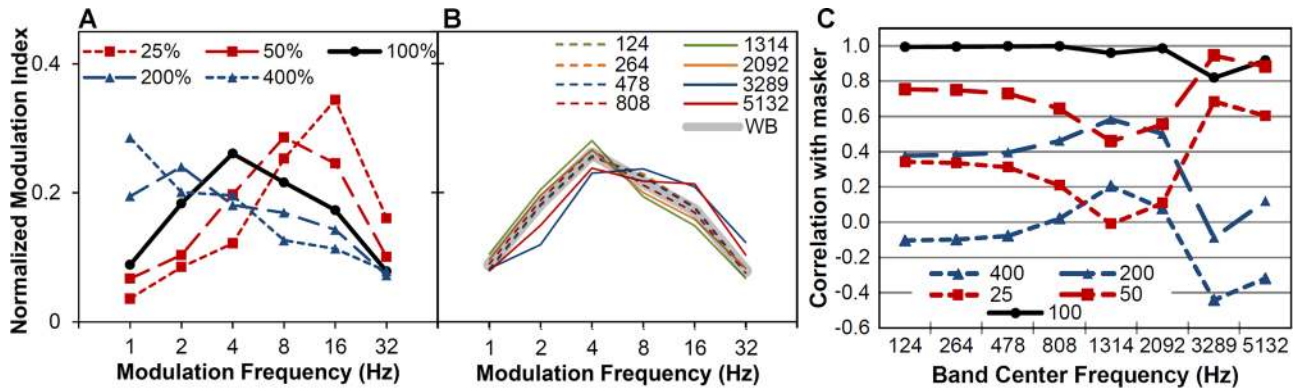 A
Normalized Modulation Index
0.4
0.2
0
25% 50% 100%
200% 400%
1 2 4 8 16 32
Modulation Frequency (Hz)
B
124 1314
264 2092
478 3289
808 5132
WB
1 2 4 8 16 32
Modulation Frequency (Hz)
C
Correlation with masker
1.0
0.8
0.6
0.4
0.2
0.0
-0.2
-0.4
-0.6
400 200
25 50
100
124 264 478 808 1314 2092 3289 5132
Band Center Frequency (Hz)